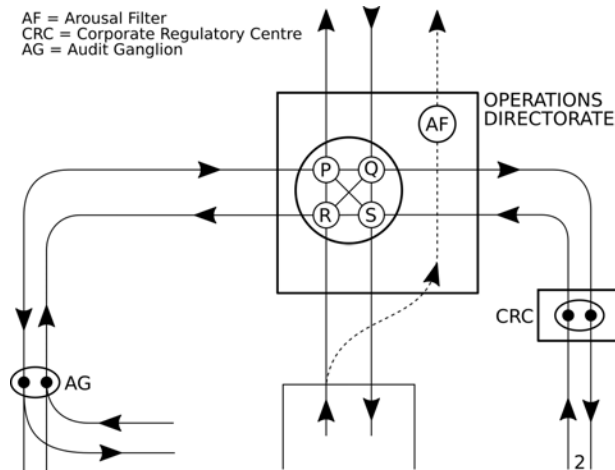 AF = Arousal Filter
CRC = Corporate Regulatory Centre
AG = Audit Ganglion
OPERATIONS
DIRECTORATE
AF
P
Q
R
S
CRC
AG
2